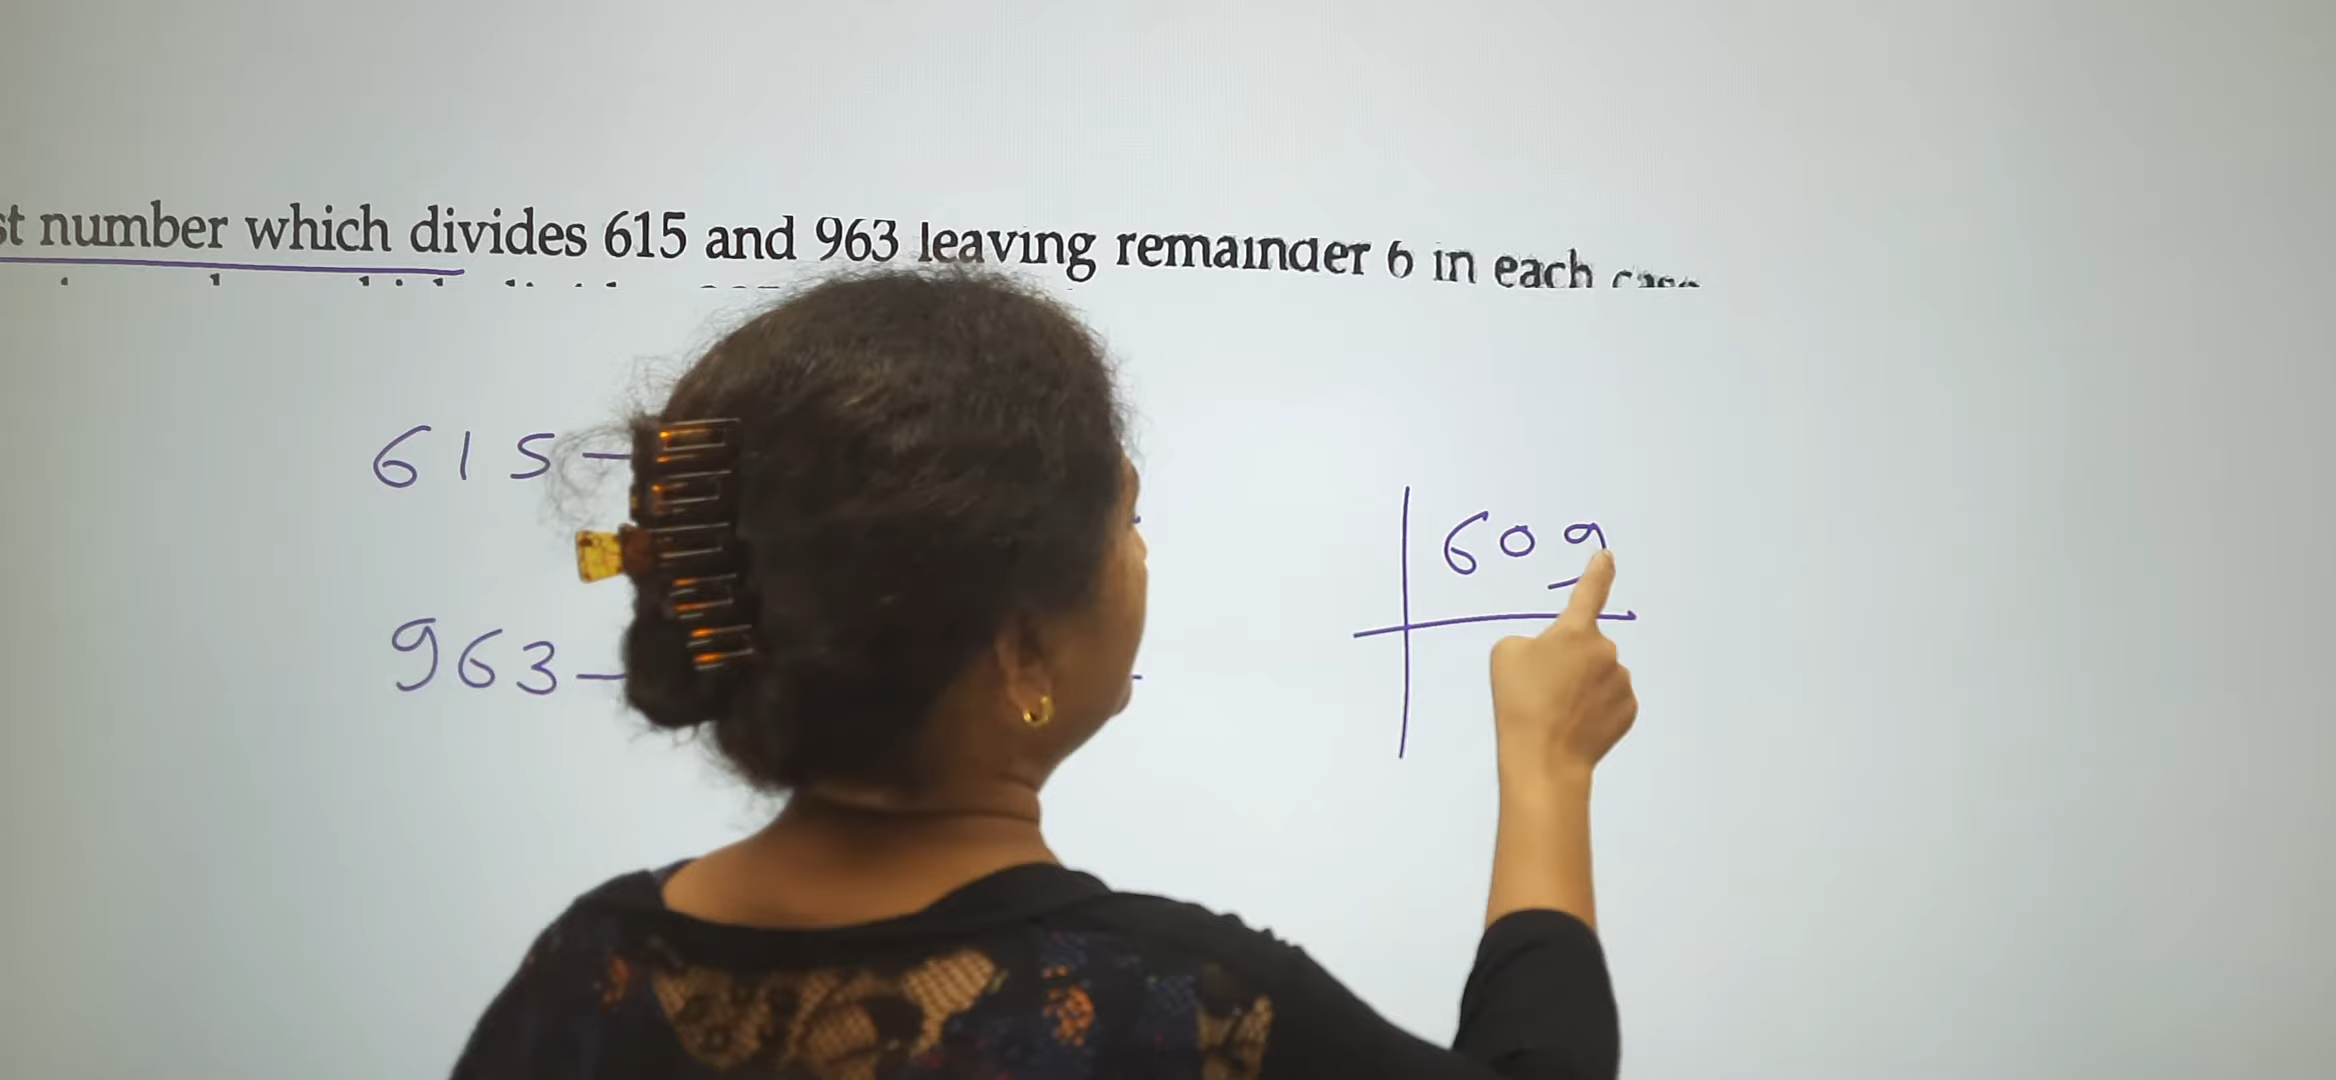 number which divides 615 and 963 leaving remainder 6 in each
615 –
609
963 –